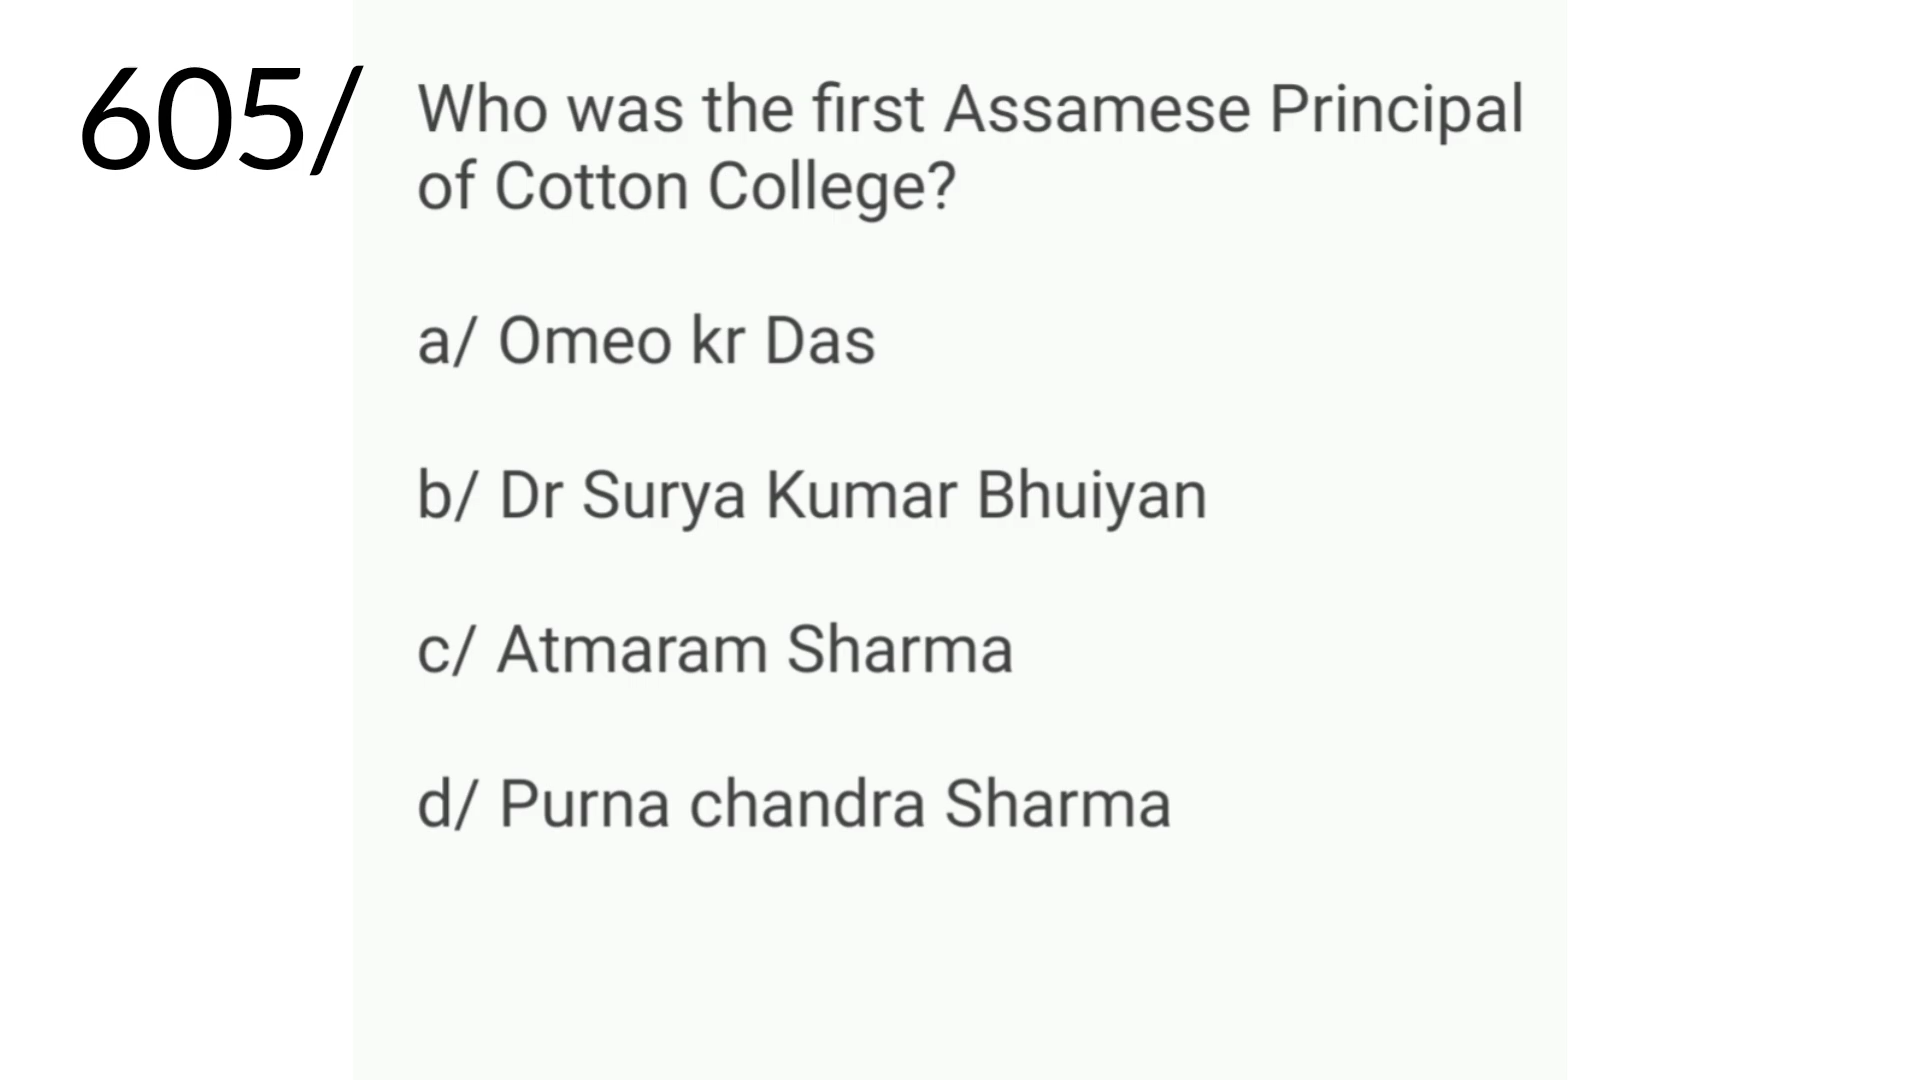 605/
Who was the first Assamese Principal
of Cotton College?
a/ Omeo kr Das
b/ Dr Surya Kumar Bhuiyan
c/ Atmaram Sharma
d/ Purna chandra Sharma